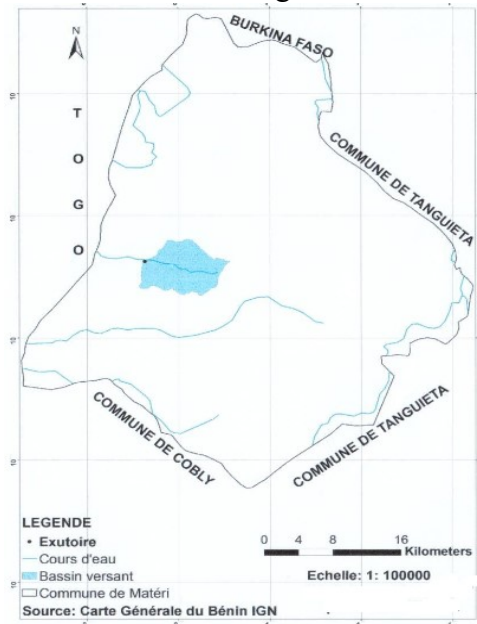 BURKINA FASO
N
T
O
G
O
COMMUNE DE TANGUIETA
COMMUNE DE COBLY
COMMUNE DE TANGUIETA
LEGENDE
Exutoire
Cours d'eau
Bassin versant
Commune de Matéri
0 4 8 16
Kilometers
Echelle: 1: 100000
Source: Carte Générale du Bénin IGN